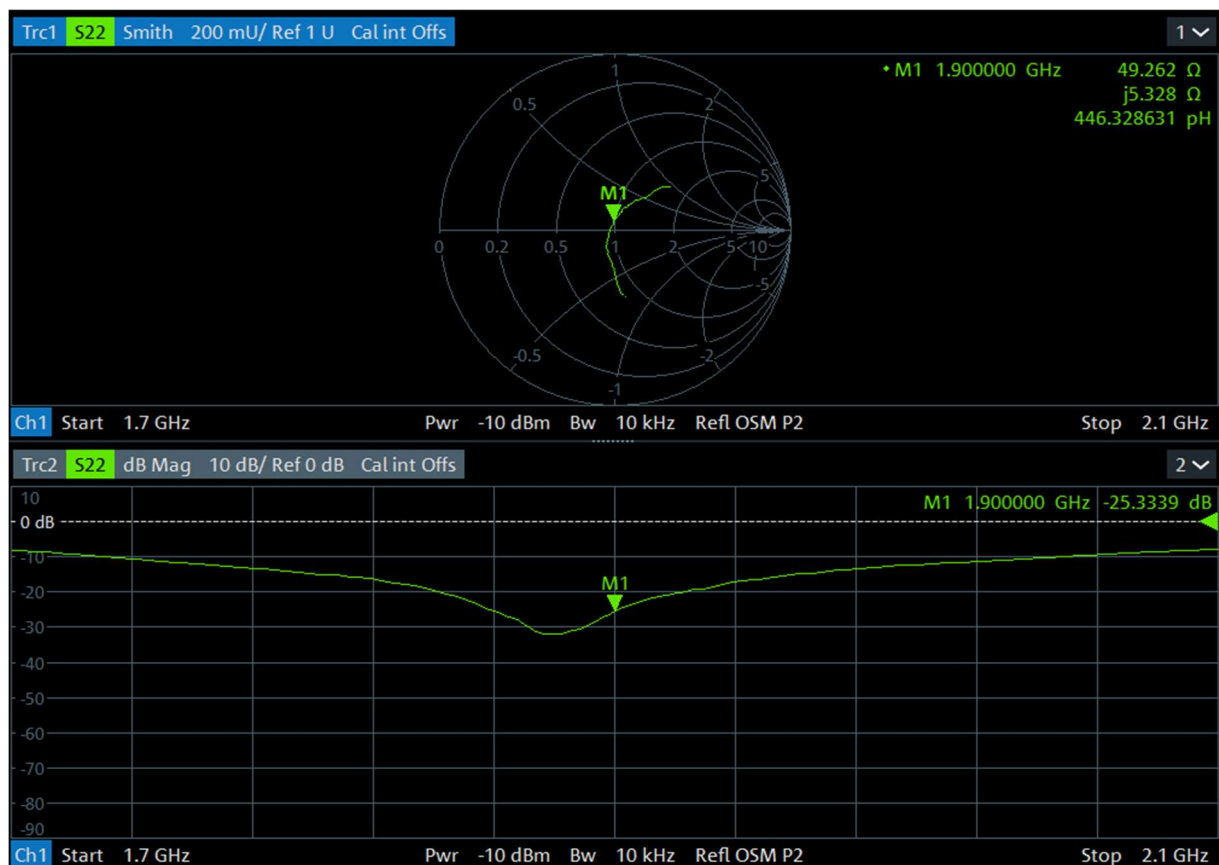 Trc1 S22 Smith 200 mU/ Ref 1 U Cal int Offs 1
• M1 1.900000 GHz 49.262 Ω
j5.328 Ω
446.328631 pH
1
0.5 2
5
M1
0 0.2 0.5 1 2 5 10
-5
-0.5 -2
-1
Ch1 Start 1.7 GHz Pwr -10 dBm Bw 10 kHz Refl OSM P2 Stop 2.1 GHz
Trc2 S22 dB Mag 10 dB/ Ref 0 dB Cal int Offs 2
10 M1 1.900000 GHz -25.3339 dB
0 dB
-10
M1
-20
-30
-40
-50
-60
-70
-80
-90
Ch1 Start 1.7 GHz Pwr -10 dBm Bw 10 kHz Refl OSM P2 Stop 2.1 GHz